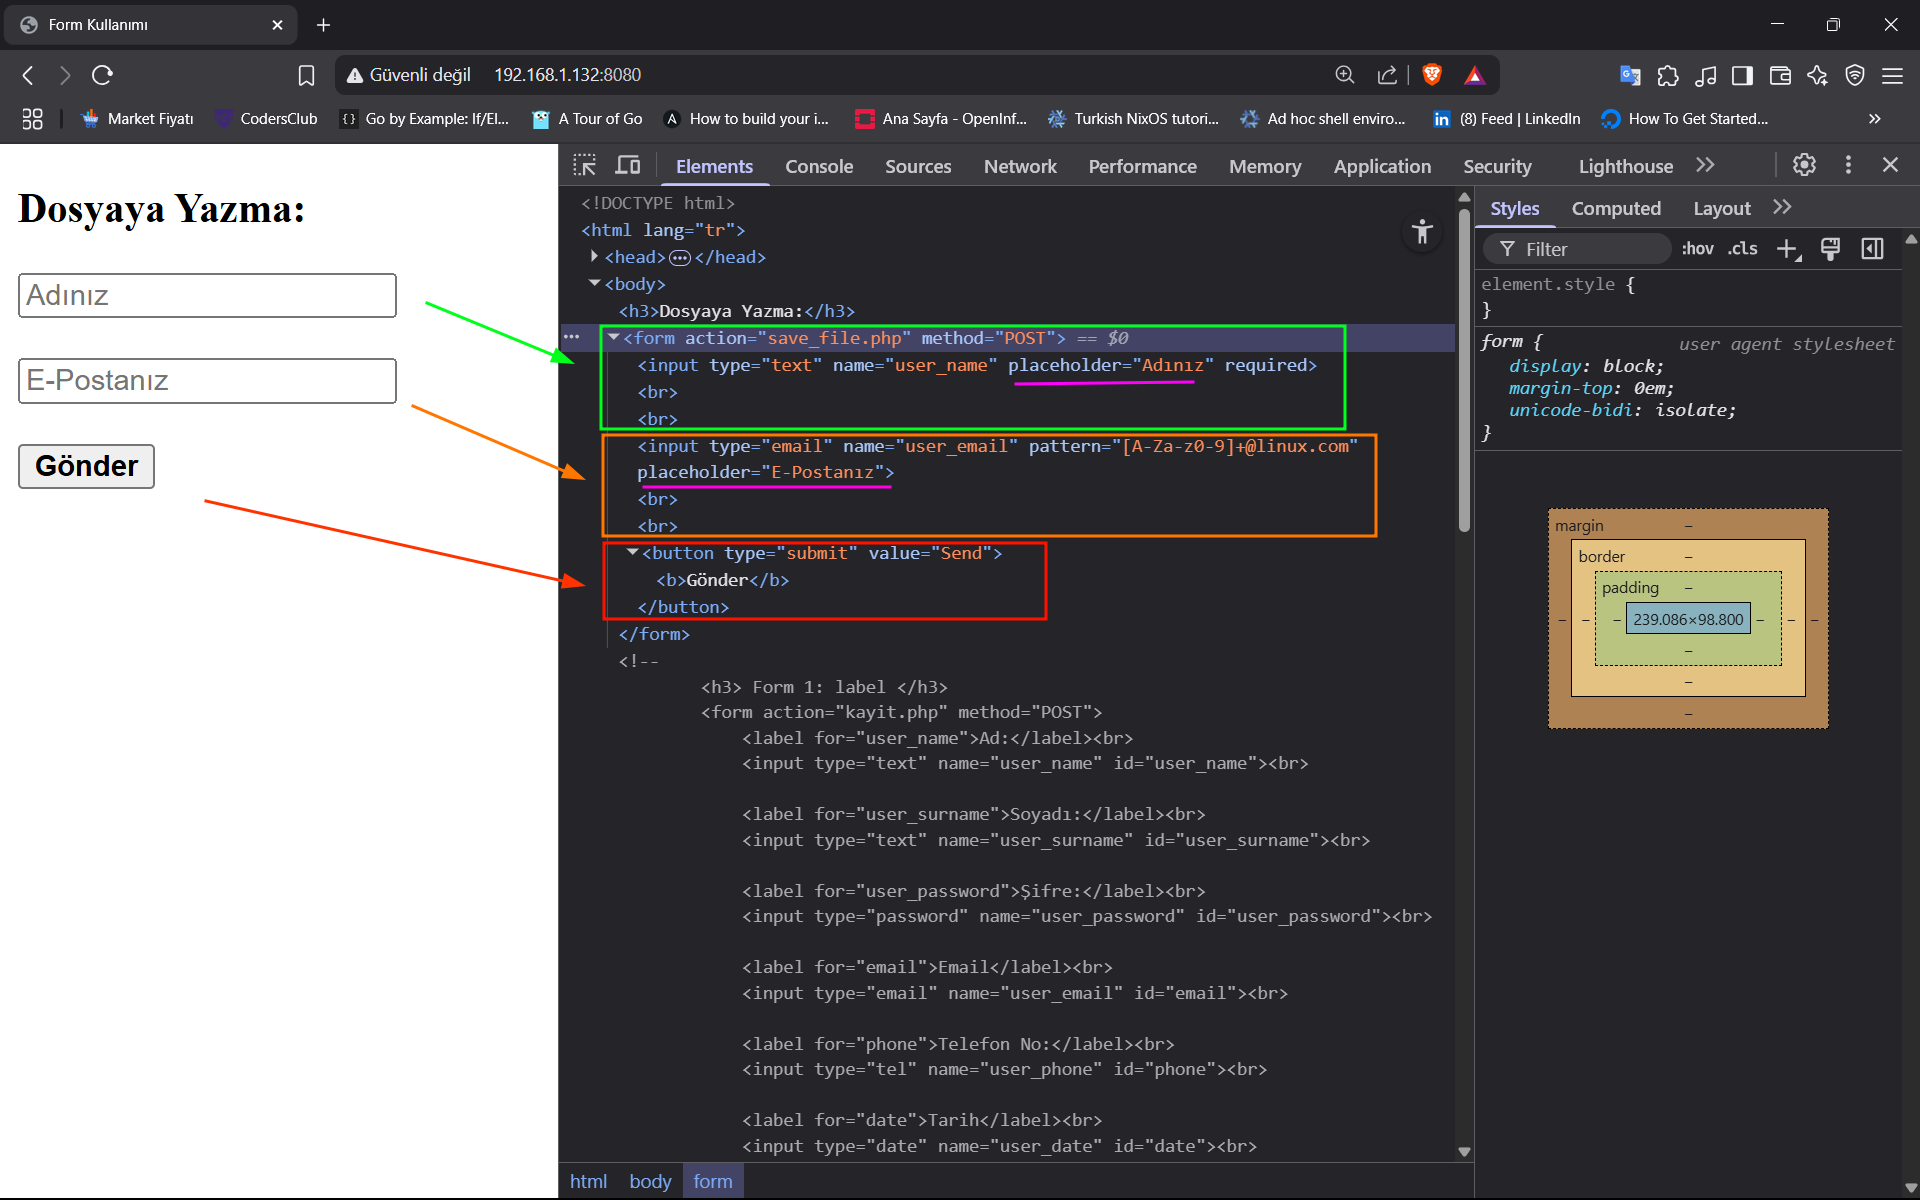 Form Kullanımı
Güvenli değil 192.168.1.132:8080
Market Fiyatı CodersClub Go by Example: If/El... A Tour of Go How to build your i... Ana Sayfa - OpenInf... Turkish NixOS tutori... Ad hoc shell enviro... (8) Feed | LinkedIn How To Get Started...
Dosyaya Yazma:
Adınız
E-Postanız
Gönder
Elements Console Sources Network Performance Memory Application Security Lighthouse
<!DOCTYPE html>
<html lang="tr">
<head> ••• </head>
<body>
<h3>Dosyaya Yazma:</h3>
<form action="save_file.php" method="POST"> == $0
<input type="text" name="user_name" placeholder="Adınız" required>
<br>
<br>
<input type="email" name="user_email" pattern="[A-Za-z0-9]+@linux.com"
placeholder="E-Postanız">
<br>
<br>
<button type="submit" value="Send">
<b>Gönder</b>
</button>
</form>
<!--
<h3> Form 1: label </h3>
<form action="kayit.php" method="POST">
<label for="user_name">Ad:</label><br>
<input type="text" name="user_name" id="user_name"><br>
<label for="user_surname">Soyadı:</label><br>
<input type="text" name="user_surname" id="user_surname"><br>
<label for="user_password">Şifre:</label><br>
<input type="password" name="user_password" id="user_password"><br>
<label for="email">Email</label><br>
<input type="email" name="user_email" id="email"><br>
<label for="phone">Telefon No:</label><br>
<input type="tel" name="user_phone" id="phone"><br>
<label for="date">Tarih</label><br>
<input type="date" name="user_date" id="date"><br>
html body form
Styles Computed Layout
Filter :hov .cls
element.style {
}
form { user agent stylesheet
display: block;
margin-top: 0em;
unicode-bidi: isolate;
}
margin –
border –
padding –
– – – 239.086×98.800 – – –
–
–
–